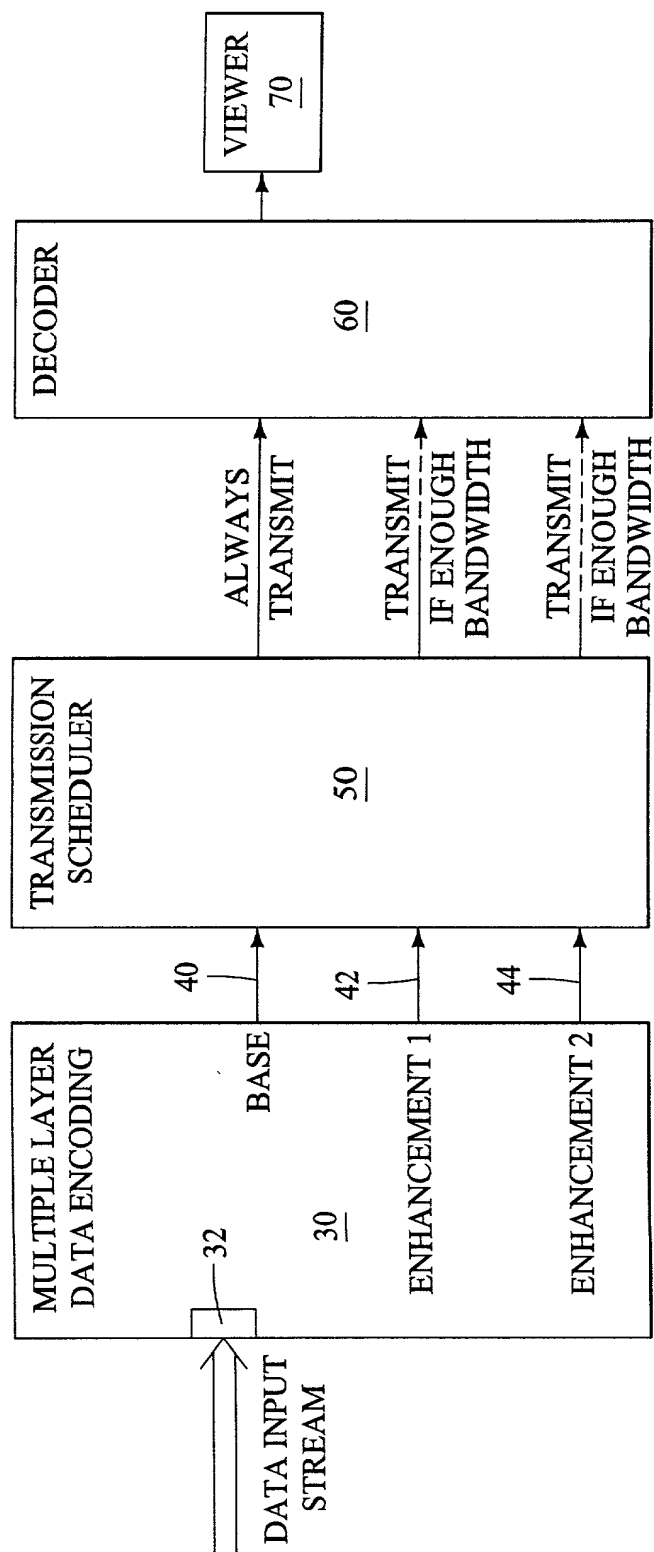 DATA INPUT
STREAM
MULTIPLE LAYER
DATA ENCODING
32
30
BASE
ENHANCEMENT 1
ENHANCEMENT 2
40
42
44
TRANSMISSION
SCHEDULER
50
ALWAYS
TRANSMIT
TRANSMIT
IF ENOUGH
BANDWIDTH
TRANSMIT
IF ENOUGH
BANDWIDTH
DECODER
60
VIEWER
70